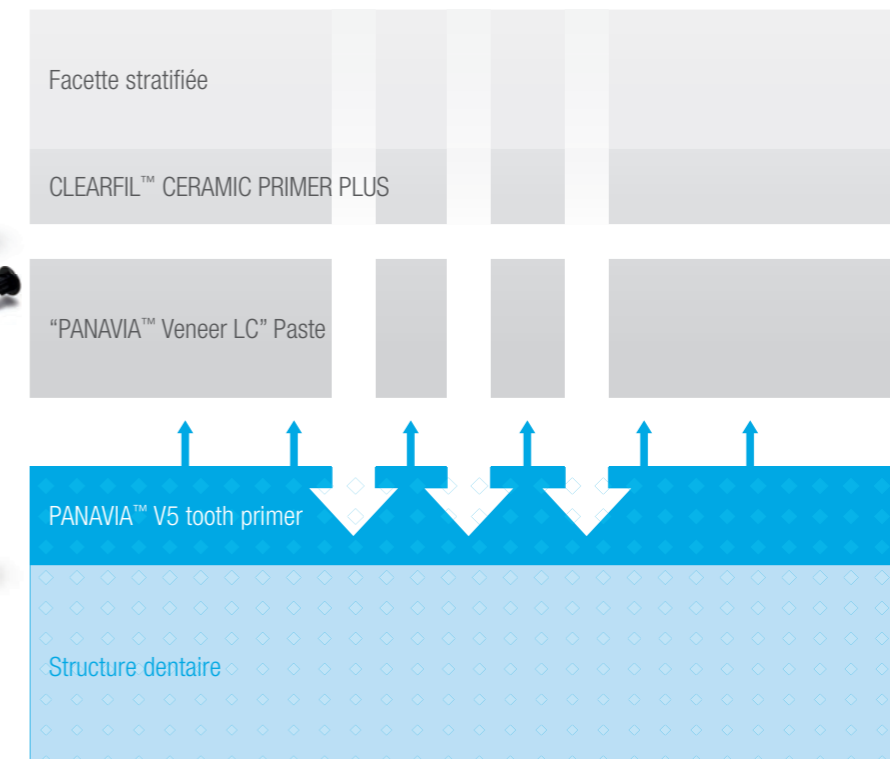 Facette stratifiée
CLEARFIL™ CERAMIC PRIMER PLUS
“PANAVIA™ Veneer LC” Paste
PANAVIA™ V5 tooth primer
Structure dentaire